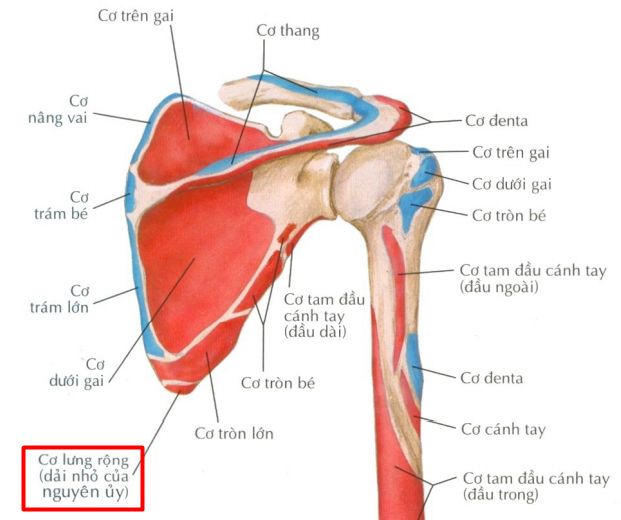 Cơ trên gai
Cơ thang
Cơ
nâng vai
Cơ đenta
Cơ trên gai
Cơ dưới gai
Cơ
trám bé
Cơ tròn bé
Cơ tam đầu cánh tay
(đầu ngoài)
Cơ
trám lớn
Cơ tam đầu
cánh tay
(đầu dài)
Cơ
dưới gai
Cơ tròn bé
Cơ đenta
Cơ tròn lớn
Cơ cánh tay
Cơ lưng rộng
(dải nhỏ của
nguyên ủy)
Cơ tam đầu cánh tay
(đầu trong)